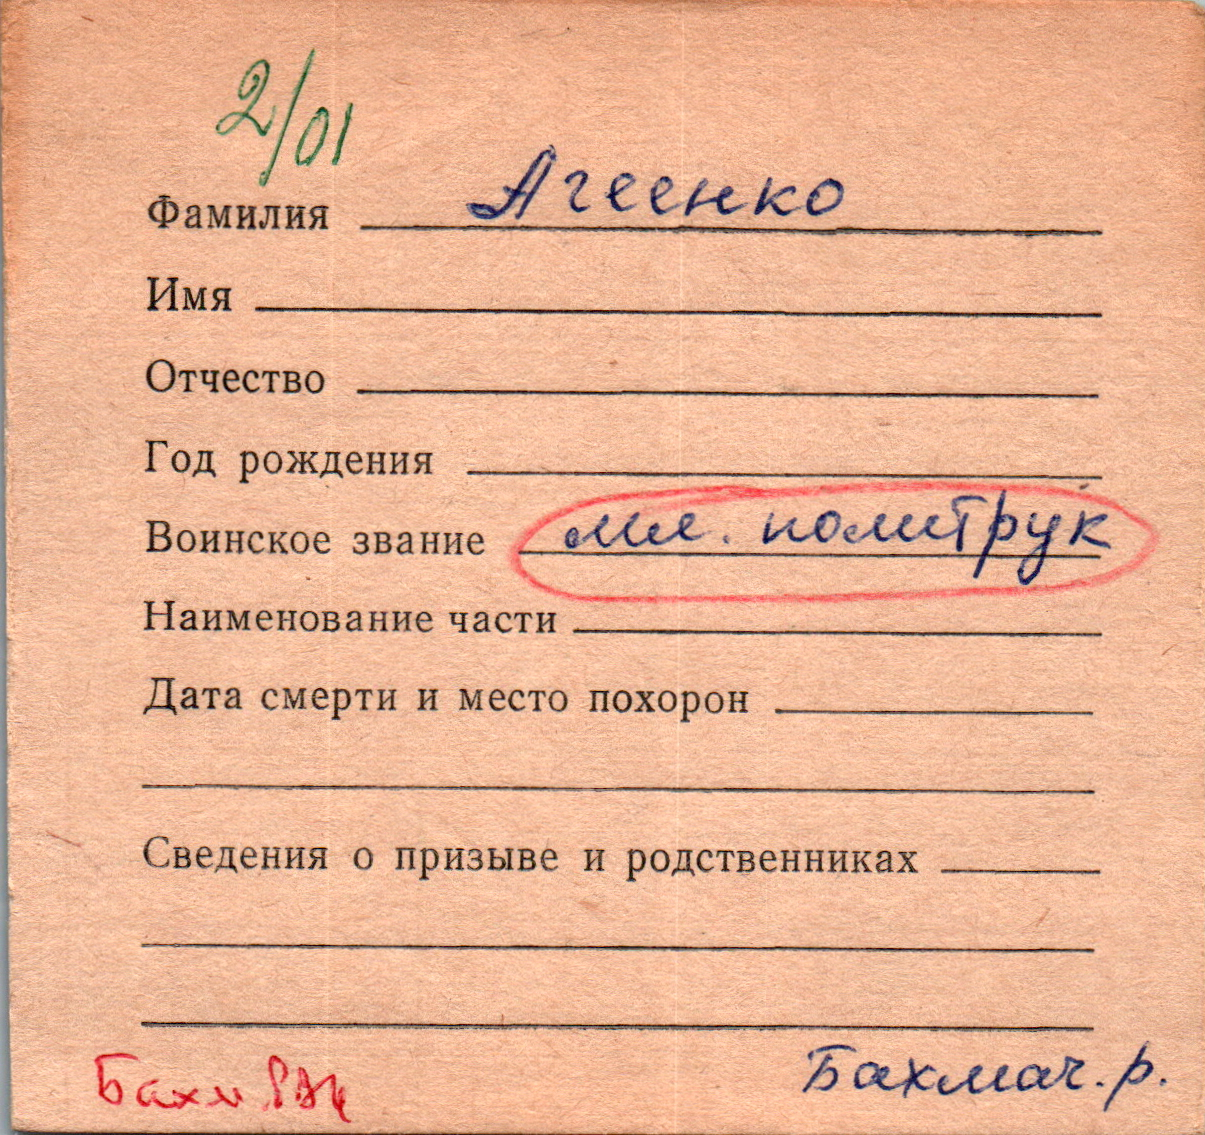 2/01
Фамилия Агеенко
Имя
Отчество
Год рождения
Воинское звание мл. политрук
Наименование части
Дата смерти и место похорон
Сведения о призыве и родственниках
Бахм Бахмач. р.